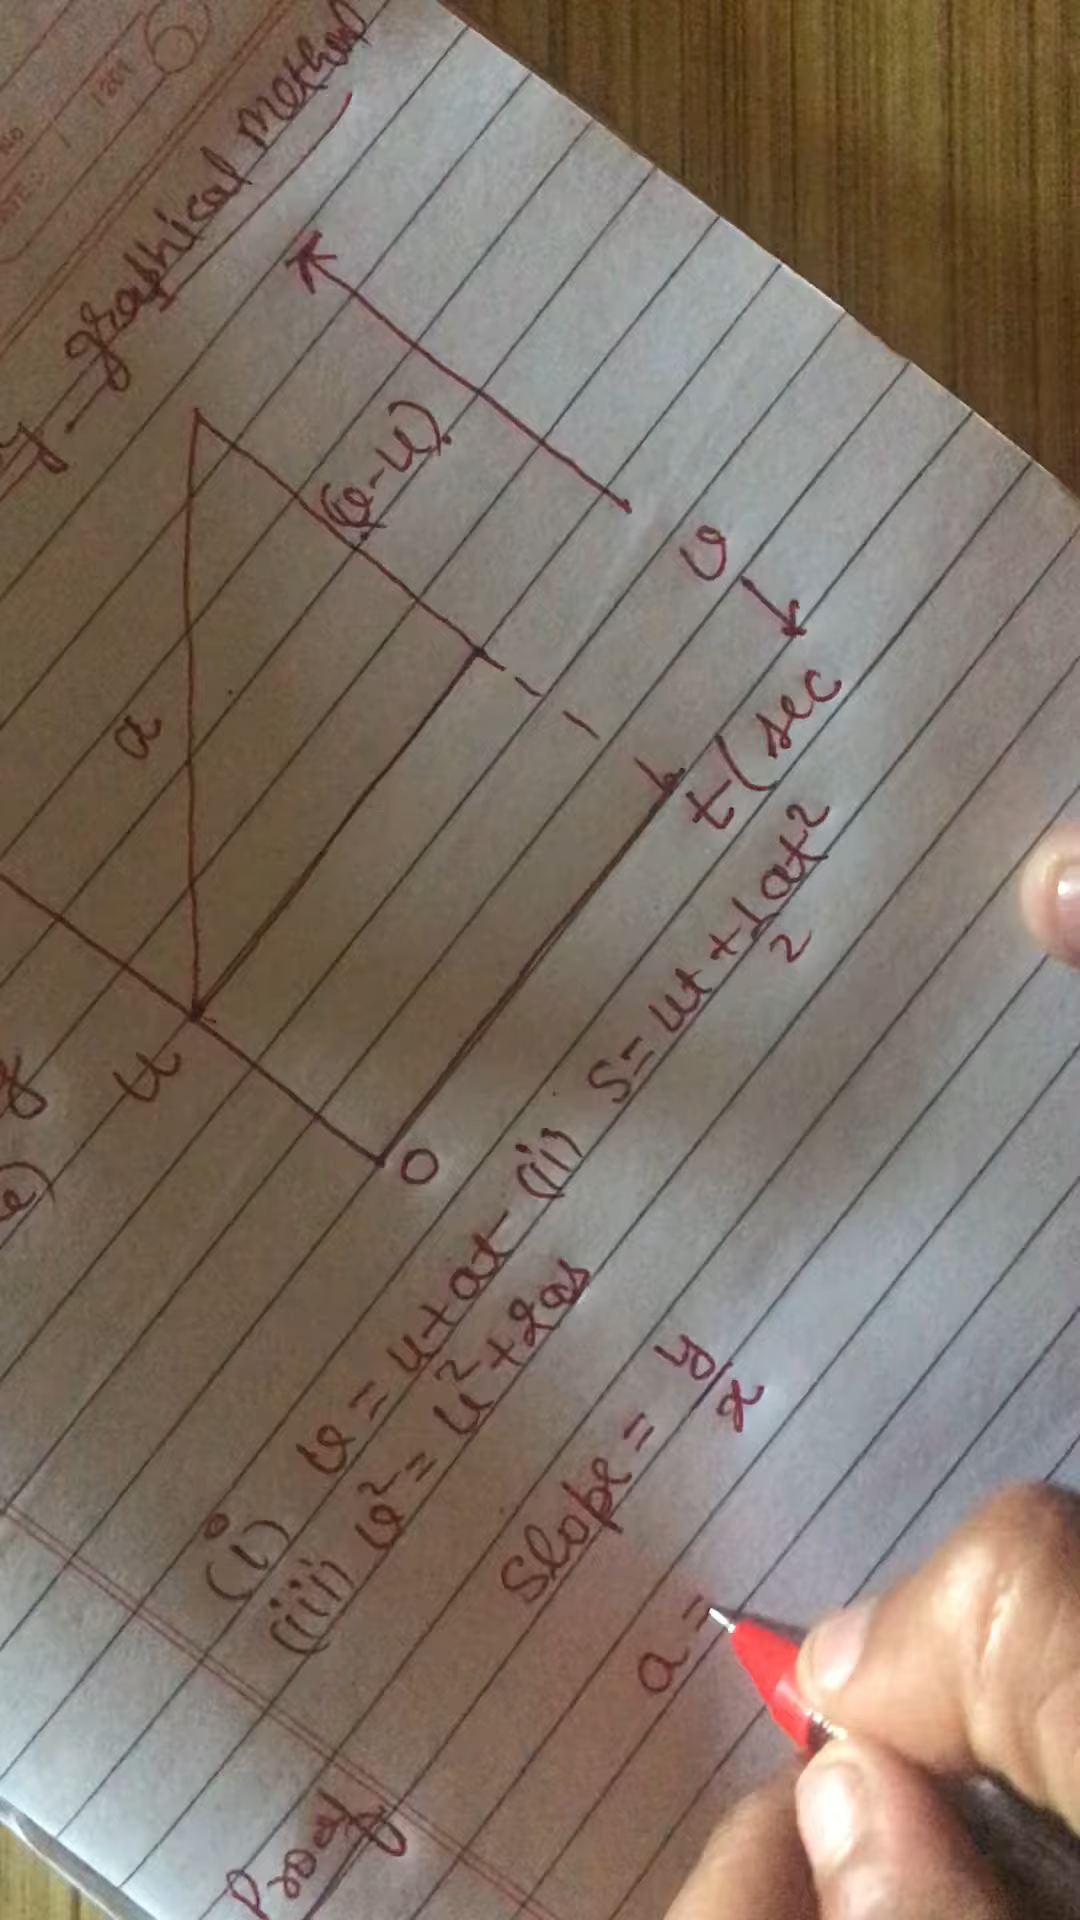 graphical method
(v-u).
v
a
t (sec
u
O
(i) v = u+at - (ii) S = ut + 1/2 at²
(iii) v² = u² + 2as
Proof
Slope = y/x
a =